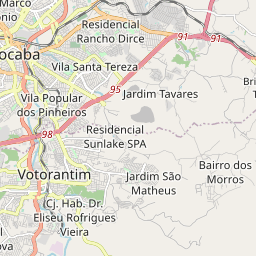 Marco
Antônio
Residencial
Rancho Dirce
91
91
ocaba
Vila Santa Tereza
95
Jardim Tavares
Vila Popular
dos Pinheiros
98
Residencial
Sunlake SPA
Bairro dos
Morros
Votorantim
Jardim São
Matheus
Cj. Hab. Dr.
Eliseu Rofrigues
Vieira